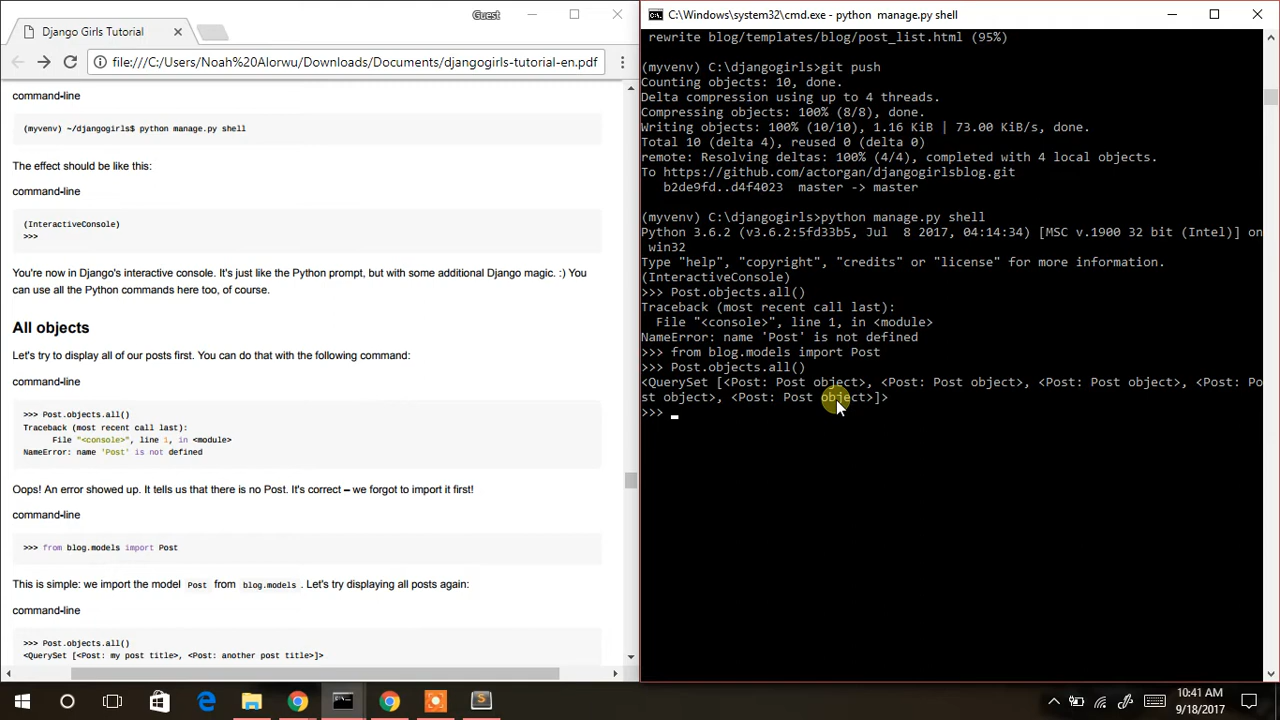 Guest
Django Girls Tutorial
file:///C:/Users/Noah%20Alorwu/Downloads/Documents/djangogirls-tutorial-en.pdf
command-line
(myvenv) ~/djangogirls$ python manage.py shell
The effect should be like this:
command-line
(InteractiveConsole)
>>>
You're now in Django's interactive console. It's just like the Python prompt, but with some additional Django magic. :) You
can use all the Python commands here too, of course.
All objects
Let's try to display all of our posts first. You can do that with the following command:
command-line
>>> Post.objects.all()
Traceback (most recent call last):
File "<console>", line 1, in <module>
NameError: name 'Post' is not defined
Oops! An error showed up. It tells us that there is no Post. It's correct – we forgot to import it first!
command-line
>>> from blog.models import Post
This is simple: we import the model Post from blog.models . Let's try displaying all posts again:
command-line
>>> Post.objects.all()
<QuerySet [<Post: my post title>, <Post: another post title>]>
C:\Windows\system32\cmd.exe - python manage.py shell
rewrite blog/templates/blog/post_list.html (95%)
(myvenv) C:\djangogirls>git push
Counting objects: 10, done.
Delta compression using up to 4 threads.
Compressing objects: 100% (8/8), done.
Writing objects: 100% (10/10), 1.16 KiB | 73.00 KiB/s, done.
Total 10 (delta 4), reused 0 (delta 0)
remote: Resolving deltas: 100% (4/4), completed with 4 local objects.
To https://github.com/actorgan/djangogirlsblog.git
b2de9fd..d4f4023  master -> master
(myvenv) C:\djangogirls>python manage.py shell
Python 3.6.2 (v3.6.2:5fd33b5, Jul  8 2017, 04:14:34) [MSC v.1900 32 bit (Intel)] on
win32
Type "help", "copyright", "credits" or "license" for more information.
(InteractiveConsole)
>>> Post.objects.all()
Traceback (most recent call last):
File "<console>", line 1, in <module>
NameError: name 'Post' is not defined
>>> from blog.models import Post
>>> Post.objects.all()
<QuerySet [<Post: Post object>, <Post: Post object>, <Post: Post object>, <Post: Po
st object>, <Post: Post object>]>
>>>
10:41 AM
9/18/2017